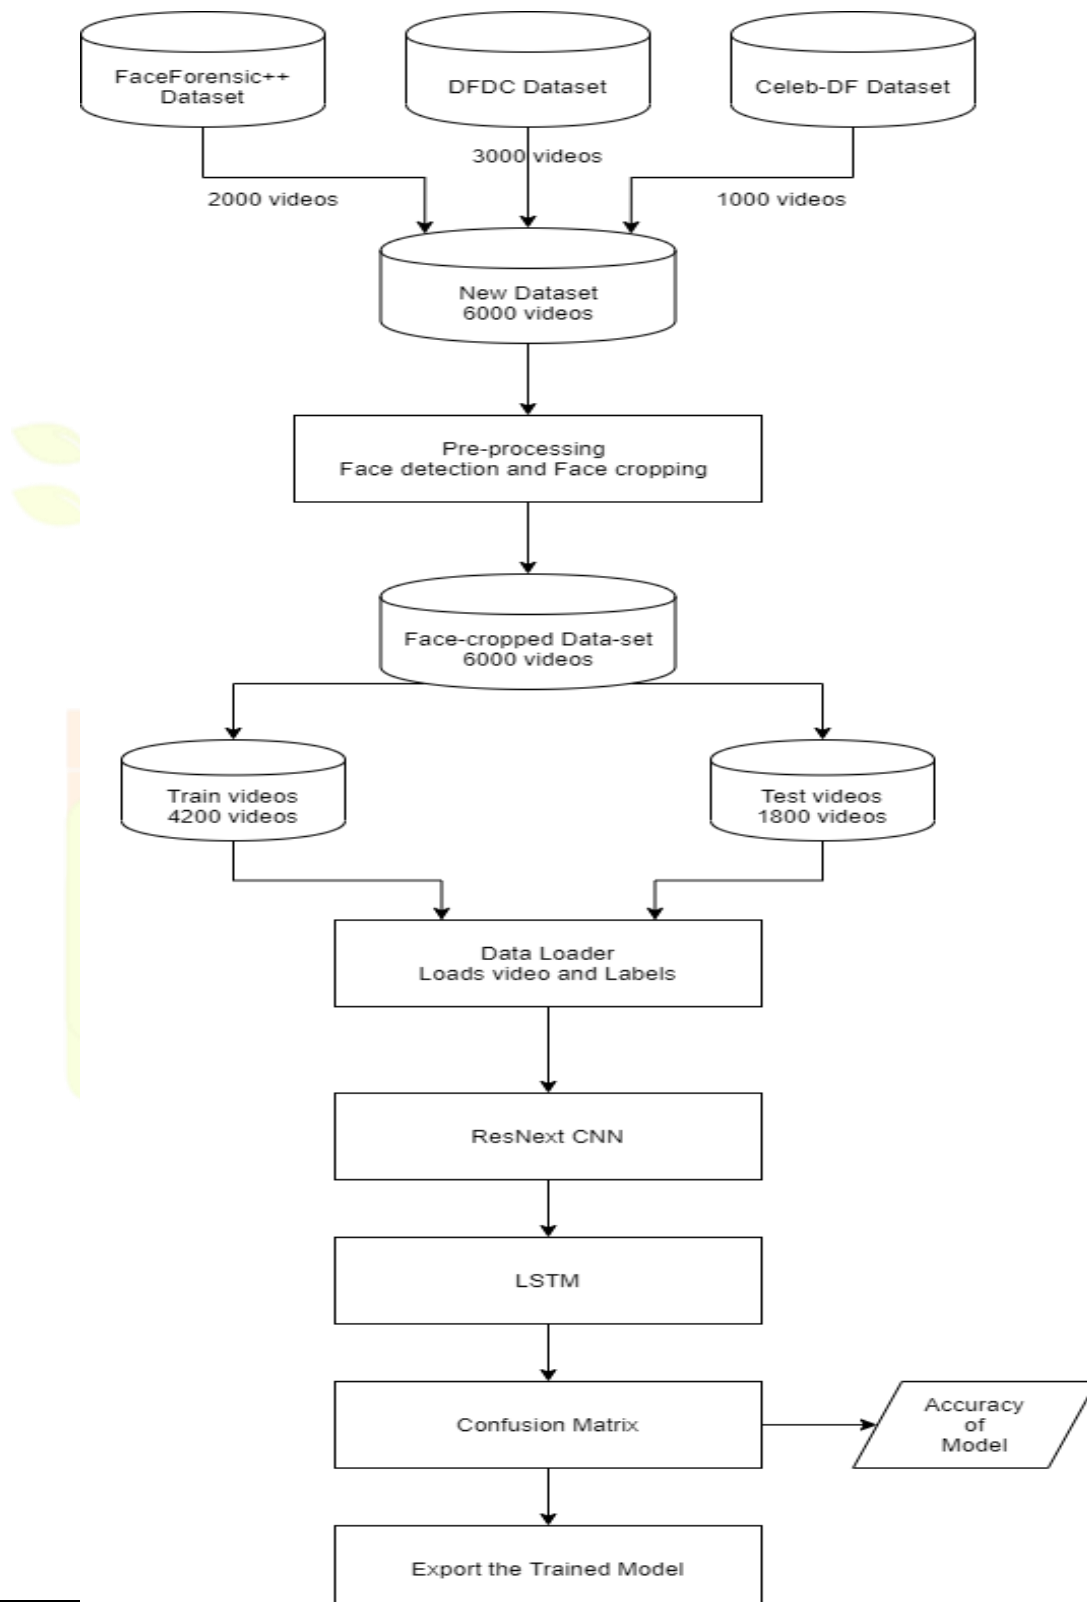 FaceForensic++
Dataset
DFDC Dataset
Celeb-DF Dataset
3000 videos
2000 videos
1000 videos
New Dataset
6000 videos
Pre-processing
Face detection and Face cropping
Face-cropped Data-set
6000 videos
Train videos
4200 videos
Test videos
1800 videos
Data Loader
Loads video and Labels
ResNext CNN
LSTM
Confusion Matrix
Accuracy
of
Model
Export the Trained Model